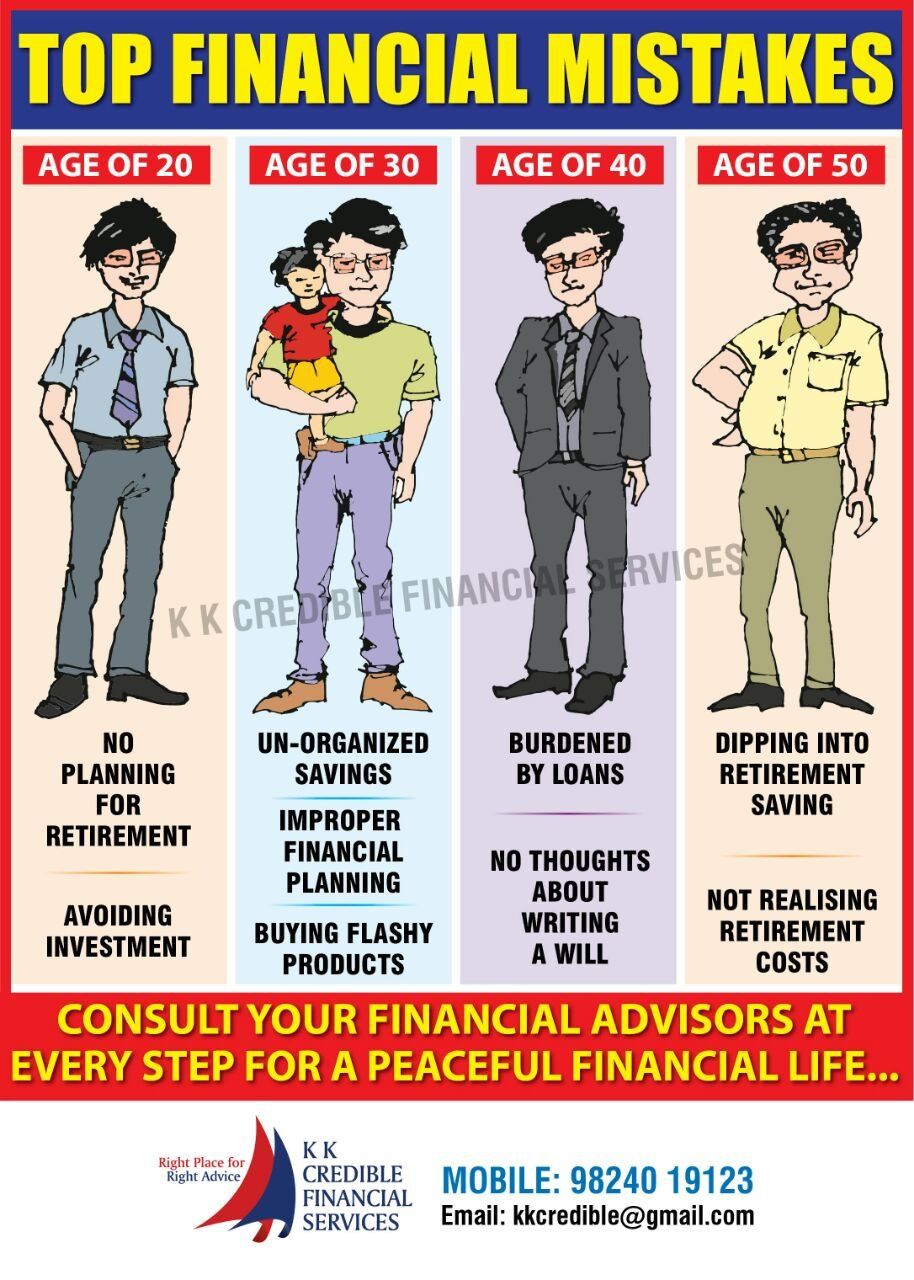 TOP FINANCIAL MISTAKES
AGE OF 20
NO
PLANNING
FOR
RETIREMENT
AVOIDING
INVESTMENT
AGE OF 30
UN-ORGANIZED
SAVINGS
IMPROPER
FINANCIAL
PLANNING
BUYING FLASHY
PRODUCTS
AGE OF 40
BURDENED
BY LOANS
NO THOUGHTS
ABOUT
WRITING
A WILL
AGE OF 50
DIPPING INTO
RETIREMENT
SAVING
NOT REALISING
RETIREMENT
COSTS
K K CREDIBLE FINANCIAL SERVICES
CONSULT YOUR FINANCIAL ADVISORS AT
EVERY STEP FOR A PEACEFUL FINANCIAL LIFE...
Right Place for
Right Advice
K K
CREDIBLE
FINANCIAL
SERVICES
MOBILE: 98240 19123
Email: kkcredible@gmail.com